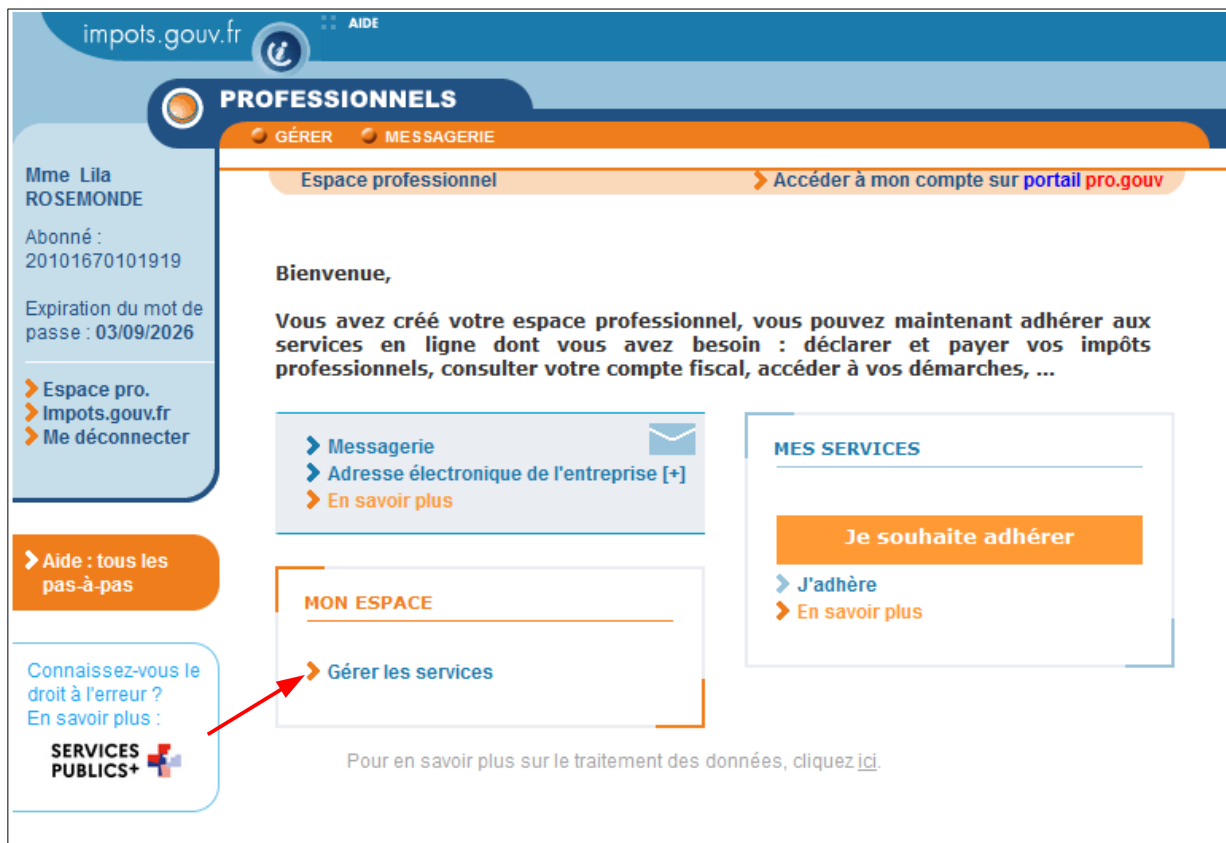 impots.gouv.fr
AIDE
PROFESSIONNELS
GÉRER MESSAGERIE
Mme Lila
ROSEMONDE
Abonné :
20101670101919
Expiration du mot de
passe : 03/09/2026
Espace pro.
Impots.gouv.fr
Me déconnecter
Aide : tous les
pas-à-pas
Connaissez-vous le
droit à l'erreur ?
En savoir plus :
SERVICES
PUBLICS+
Espace professionnel
Accéder à mon compte sur portail pro.gouv
Bienvenue,
Vous avez créé votre espace professionnel, vous pouvez maintenant adhérer aux
services en ligne dont vous avez besoin : déclarer et payer vos impôts
professionnels, consulter votre compte fiscal, accéder à vos démarches, ...
Messagerie
Adresse électronique de l'entreprise [+]
En savoir plus
MON ESPACE
Gérer les services
MES SERVICES
Je souhaite adhérer
J'adhère
En savoir plus
Pour en savoir plus sur le traitement des données, cliquez ici.